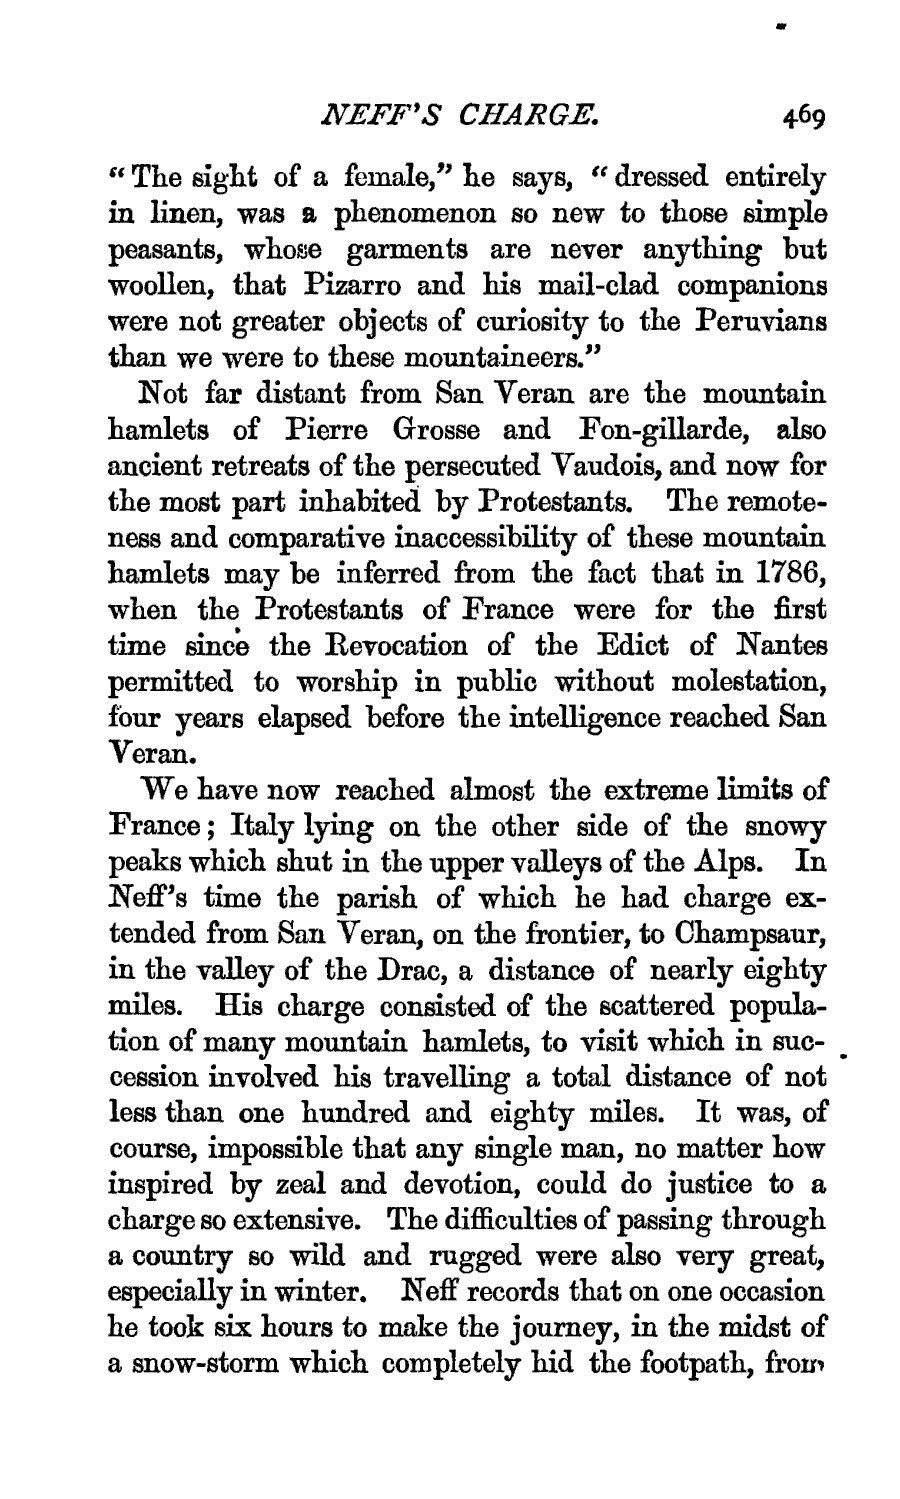 NEFF'S CHARGE. 469
“The sight of a female,” he says, “dressed entirely
in linen, was a phenomenon so new to those simple
peasants, whose garments are never anything but
woollen, that Pizarro and his mail-clad companions
were not greater objects of curiosity to the Peruvians
than we were to these mountaineers.”
Not far distant from San Veran are the mountain
hamlets of Pierre Grosse and Fon-gillarde, also
ancient retreats of the persecuted Vaudois, and now for
the most part inhabited by Protestants. The remote-
ness and comparative inaccessibility of these mountain
hamlets may be inferred from the fact that in 1786,
when the Protestants of France were for the first
time since the Revocation of the Edict of Nantes
permitted to worship in public without molestation,
four years elapsed before the intelligence reached San
Veran.
We have now reached almost the extreme limits of
France; Italy lying on the other side of the snowy
peaks which shut in the upper valleys of the Alps. In
Neff's time the parish of which he had charge ex-
tended from San Veran, on the frontier, to Champsaur,
in the valley of the Drac, a distance of nearly eighty
miles. His charge consisted of the scattered popula-
tion of many mountain hamlets, to visit which in suc-
cession involved his travelling a total distance of not
less than one hundred and eighty miles. It was, of
course, impossible that any single man, no matter how
inspired by zeal and devotion, could do justice to a
charge so extensive. The difficulties of passing through
a country so wild and rugged were also very great,
especially in winter. Neff records that on one occasion
he took six hours to make the journey, in the midst of
a snow-storm which completely hid the footpath, from